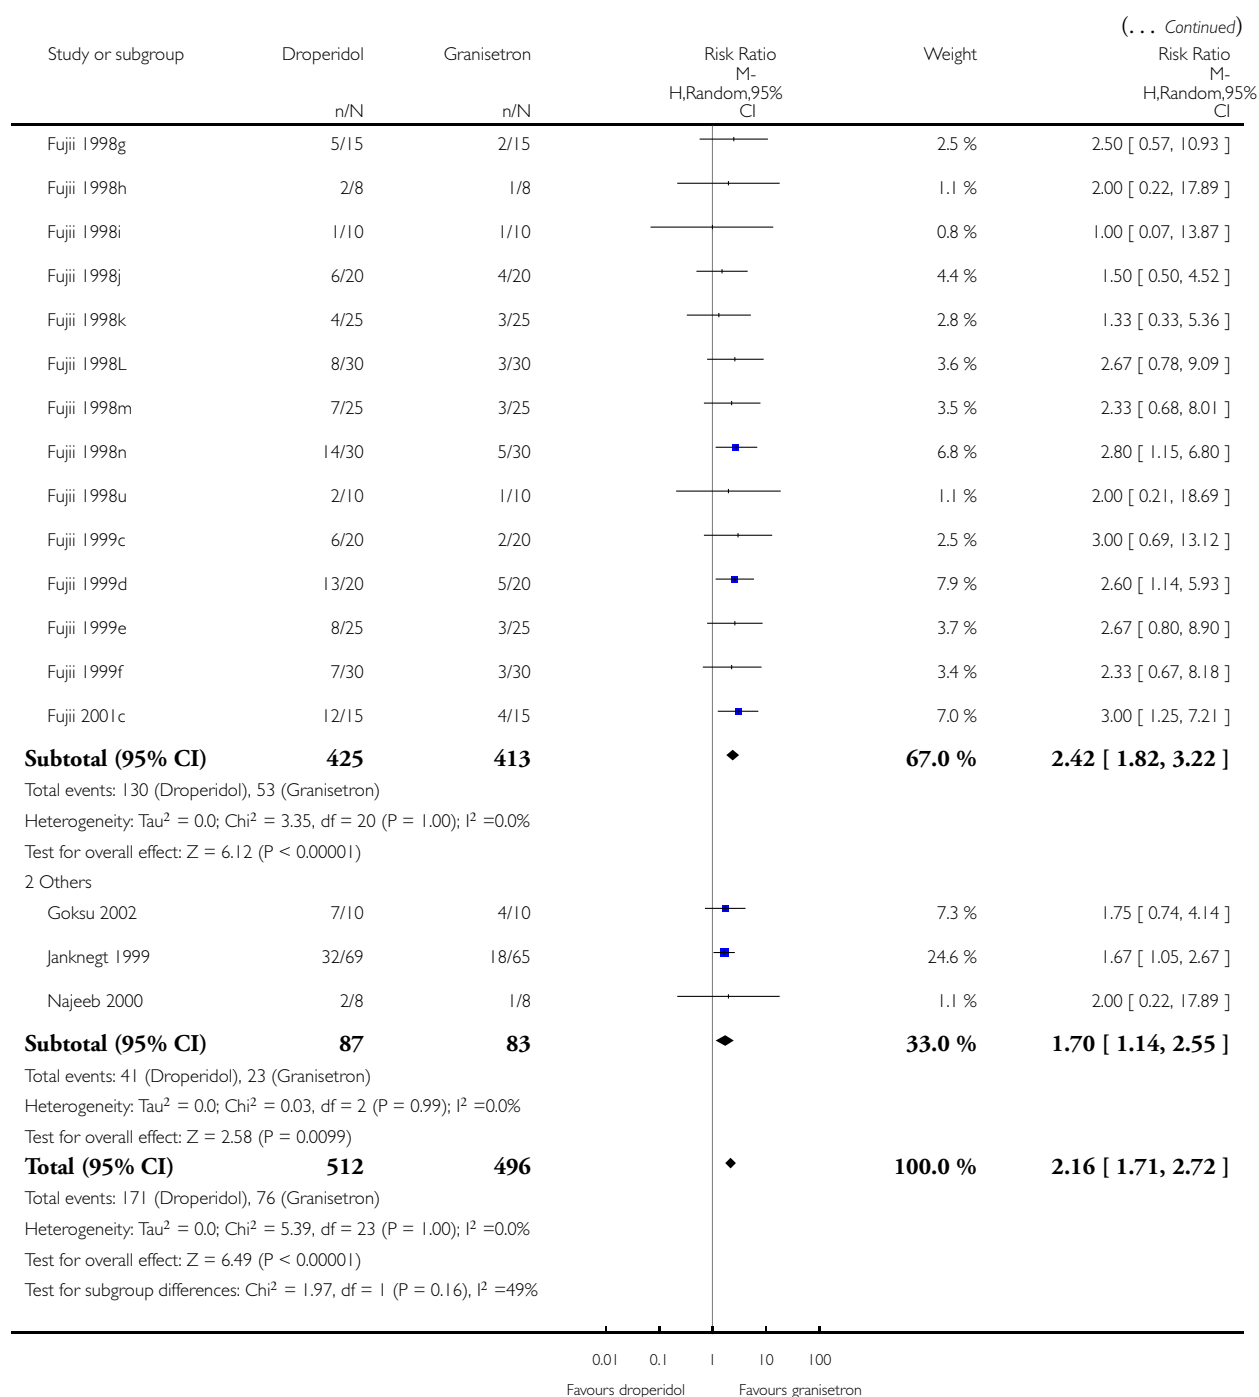 (... Continued)
Study or subgroup Droperidol Granisetron Risk Ratio Weight Risk Ratio
M- M-
H,Random,95% H,Random,95%
n/N n/N CI CI
Fujii 1998g 5/15 2/15 2.5 % 2.50 [ 0.57, 10.93 ]
Fujii 1998h 2/8 1/8 1.1 % 2.00 [ 0.22, 17.89 ]
Fujii 1998i 1/10 1/10 0.8 % 1.00 [ 0.07, 13.87 ]
Fujii 1998j 6/20 4/20 4.4 % 1.50 [ 0.50, 4.52 ]
Fujii 1998k 4/25 3/25 2.8 % 1.33 [ 0.33, 5.36 ]
Fujii 1998L 8/30 3/30 3.6 % 2.67 [ 0.78, 9.09 ]
Fujii 1998m 7/25 3/25 3.5 % 2.33 [ 0.68, 8.01 ]
Fujii 1998n 14/30 5/30 6.8 % 2.80 [ 1.15, 6.80 ]
Fujii 1998u 2/10 1/10 1.1 % 2.00 [ 0.21, 18.69 ]
Fujii 1999c 6/20 2/20 2.5 % 3.00 [ 0.69, 13.12 ]
Fujii 1999d 13/20 5/20 7.9 % 2.60 [ 1.14, 5.93 ]
Fujii 1999e 8/25 3/25 3.7 % 2.67 [ 0.80, 8.90 ]
Fujii 1999f 7/30 3/30 3.4 % 2.33 [ 0.67, 8.18 ]
Fujii 2001c 12/15 4/15 7.0 % 3.00 [ 1.25, 7.21 ]
Subtotal (95% CI) 425 413 67.0 % 2.42 [ 1.82, 3.22 ]
Total events: 130 (Droperidol), 53 (Granisetron)
Heterogeneity: Tau² = 0.0; Chi² = 3.35, df = 20 (P = 1.00); I² =0.0%
Test for overall effect: Z = 6.12 (P < 0.00001)
2 Others
Goksu 2002 7/10 4/10 7.3 % 1.75 [ 0.74, 4.14 ]
Janknegt 1999 32/69 18/65 24.6 % 1.67 [ 1.05, 2.67 ]
Najeeb 2000 2/8 1/8 1.1 % 2.00 [ 0.22, 17.89 ]
Subtotal (95% CI) 87 83 33.0 % 1.70 [ 1.14, 2.55 ]
Total events: 41 (Droperidol), 23 (Granisetron)
Heterogeneity: Tau² = 0.0; Chi² = 0.03, df = 2 (P = 0.99); I² =0.0%
Test for overall effect: Z = 2.58 (P = 0.0099)
Total (95% CI) 512 496 100.0 % 2.16 [ 1.71, 2.72 ]
Total events: 171 (Droperidol), 76 (Granisetron)
Heterogeneity: Tau² = 0.0; Chi² = 5.39, df = 23 (P = 1.00); I² =0.0%
Test for overall effect: Z = 6.49 (P < 0.00001)
Test for subgroup differences: Chi² = 1.97, df = 1 (P = 0.16), I² =49%
0.01 0.1 1 10 100
Favours droperidol Favours granisetron